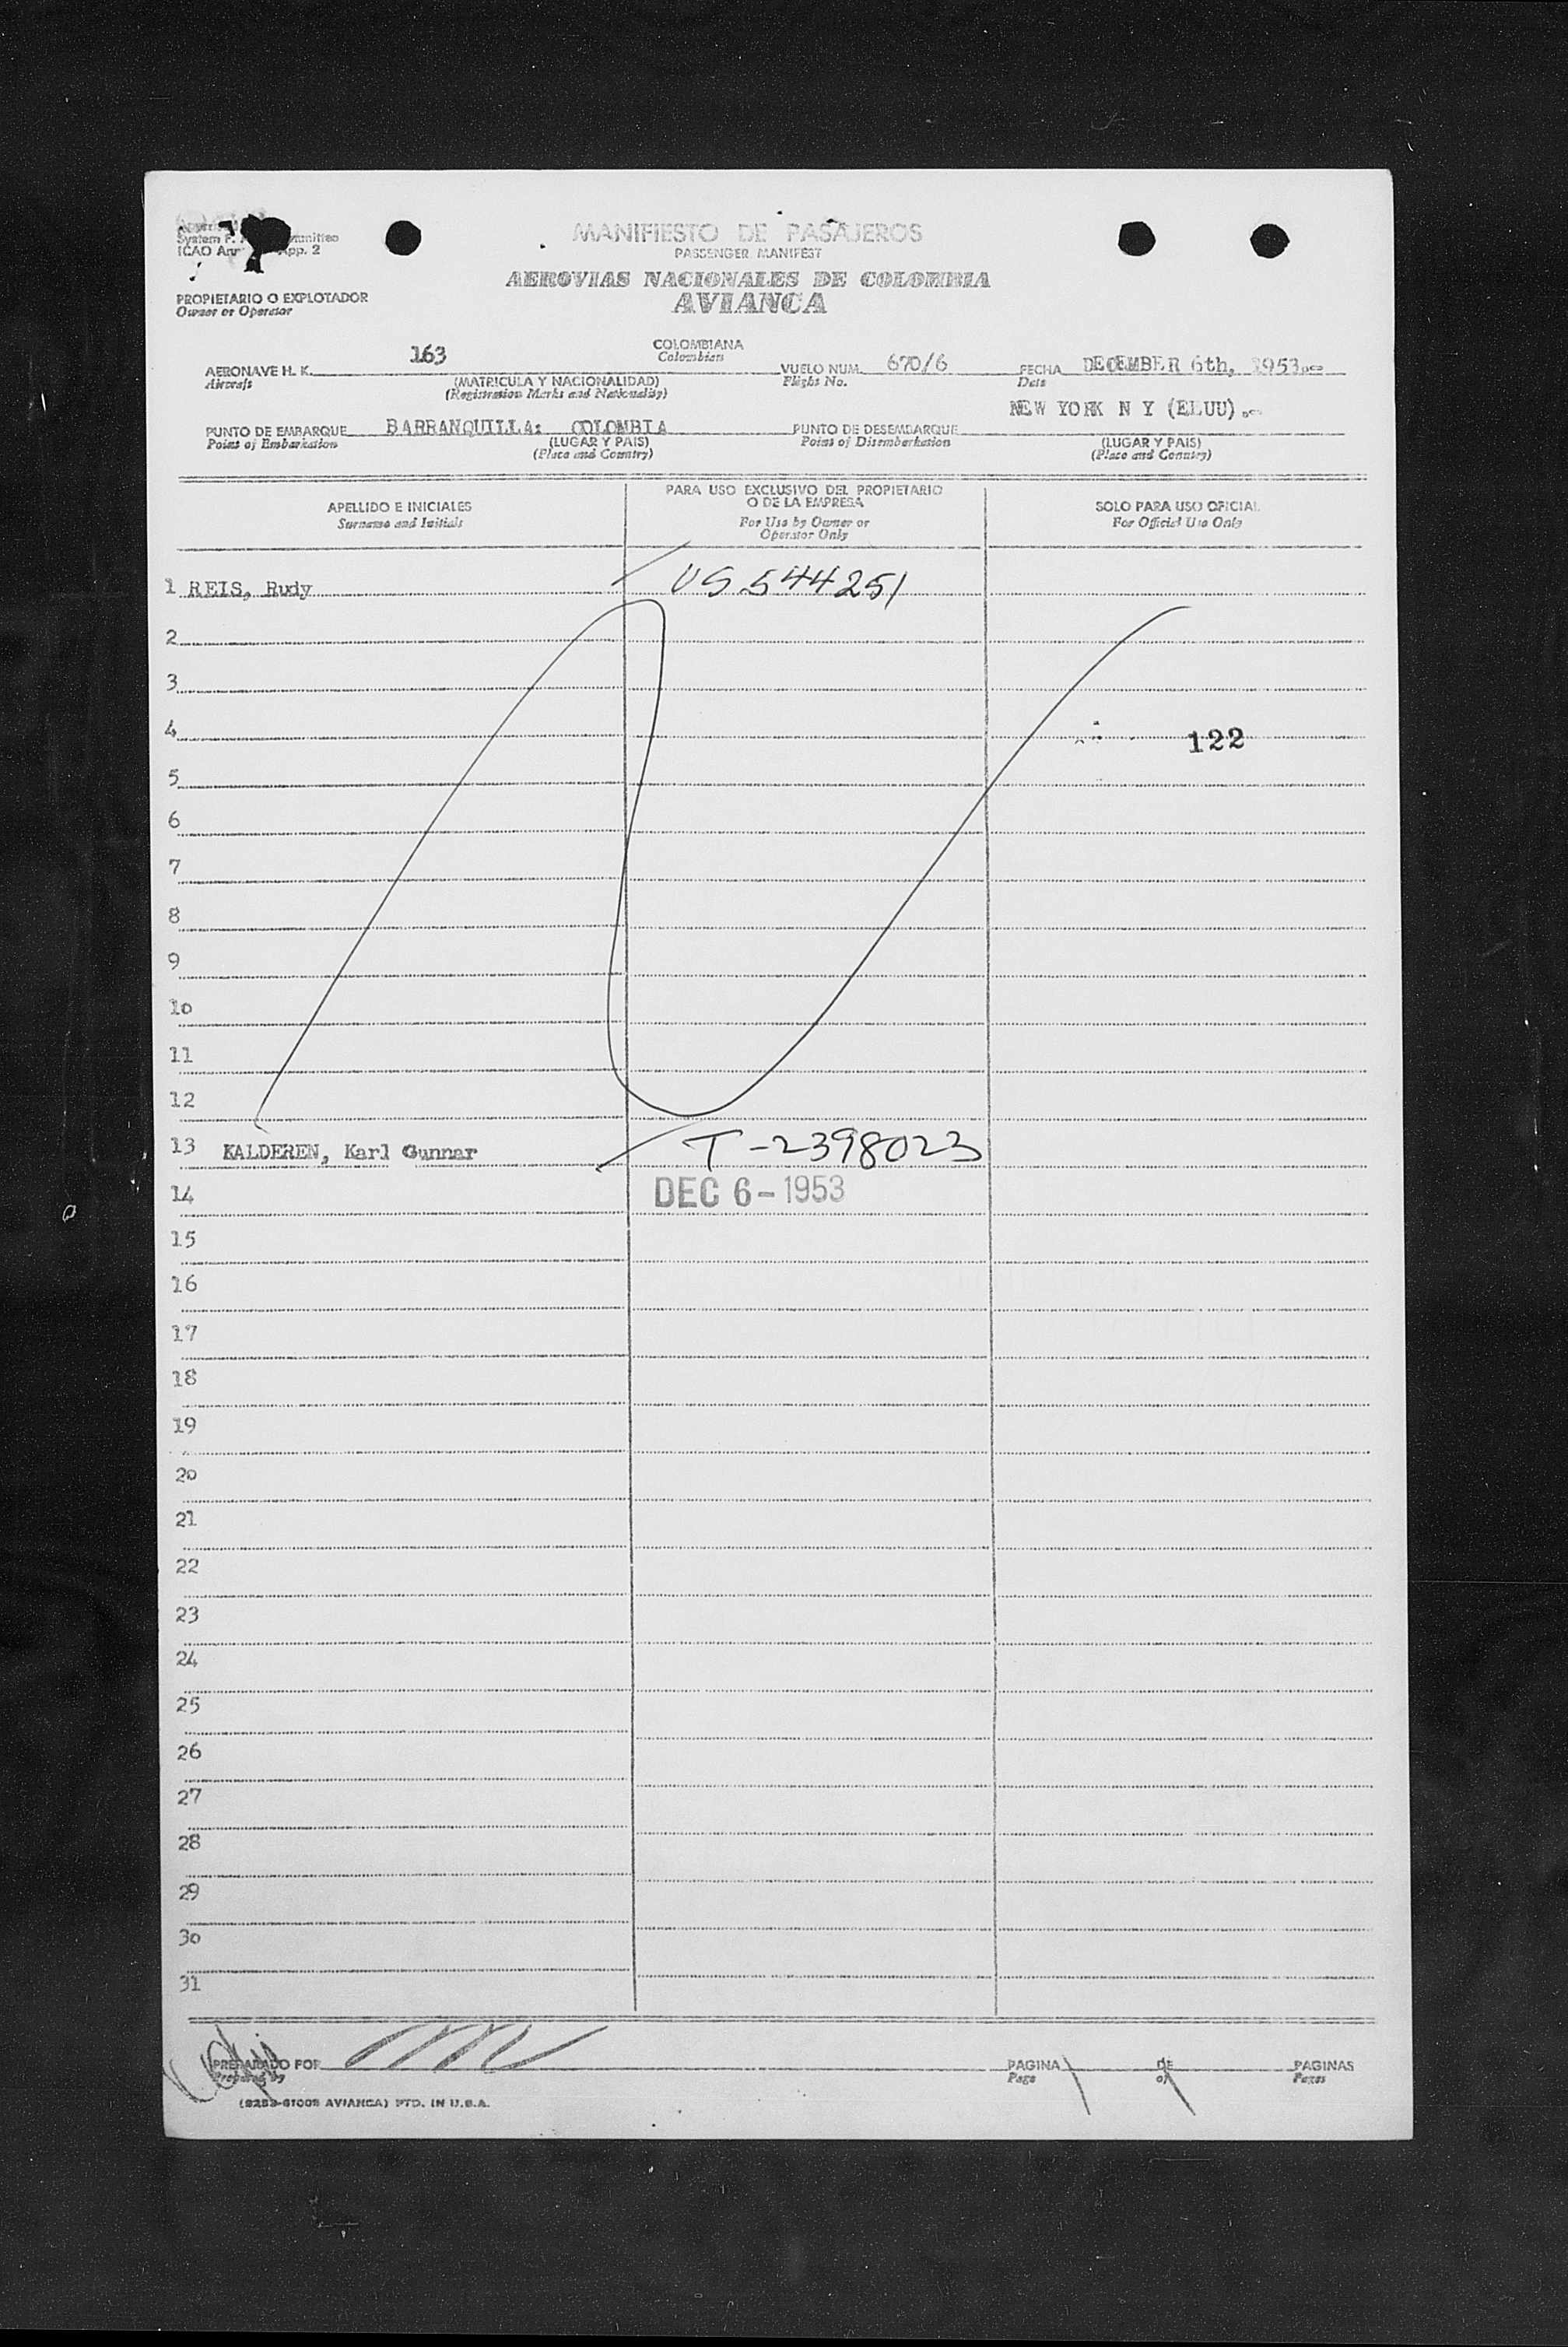 System
ICAO App. 2
MANIFIESTO DE PASAJEROS
PASSENGER MANIFEST
AEROVIAS NACIONALES DE COLOMBIA
AVIANCA
PROPIETARIO O EXPLOTADOR
Owner or Operator
AERONAVE H. K. 163 COLOMBIANA VUELO NUM. 670/6 FECHA DECEMBER 6th, 1953
Aircraft Colombian Flight No. Date
(MATRICULA Y NACIONALIDAD)
(Registration Marks and Nationality)
NEW YORK N Y (ELUU)
PUNTO DE EMBARQUE BARRANQUILLA: COLOMBIA PUNTO DE DESEMBARQUE
Point of Embarkation (LUGAR Y PAIS) Point of Disembarkation (LUGAR Y PAIS)
(Place and Country) (Place and Country)
APELLIDO E INICIALES
Surname and Initials
PARA USO EXCLUSIVO DEL PROPIETARIO
O DE LA EMPRESA
For Use by Owner or
Operator Only
SOLO PARA USO OFICIAL
For Official Use Only
1 REIS, Rudy US 544251
2
3
4 122
5
6
7
8
9
10
11
12
13 KALDEREN, Karl Gunnar T-2398023
14 DEC 6-1953
15
16
17
18
19
20
21
22
23
24
25
26
27
28
29
30
31
PREPARADO POR PAGINA 1 DE 1 PAGINAS
Prepared by Page of Pages
AVIANCA) PTD. IN U.S.A.